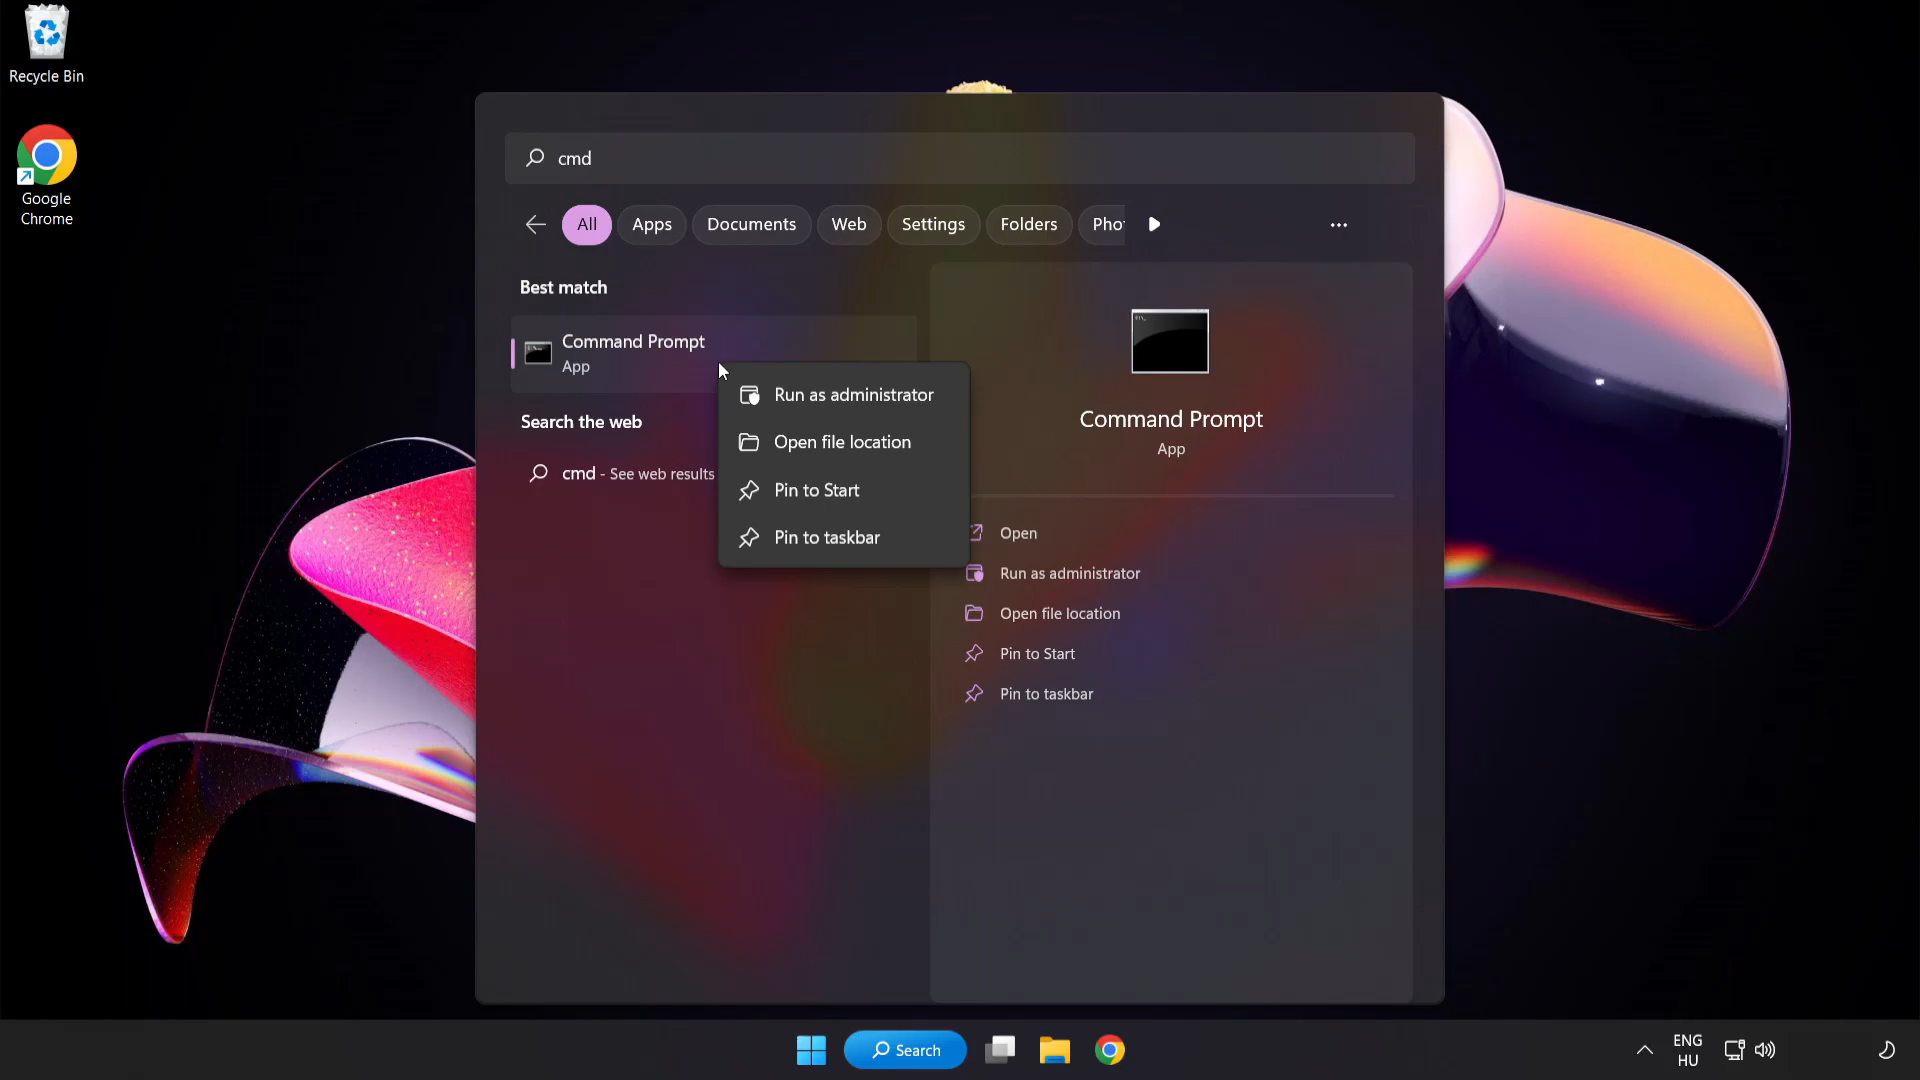 Recycle Bin
Google
Chrome
cmd
All
Apps
Documents
Web
Settings
Folders
Pho
Best match
Command Prompt
App
Search the web
cmd - See web results
Run as administrator
Open file location
Pin to Start
Pin to taskbar
Command Prompt
App
Open
Run as administrator
Open file location
Pin to Start
Pin to taskbar
Search
ENG
HU